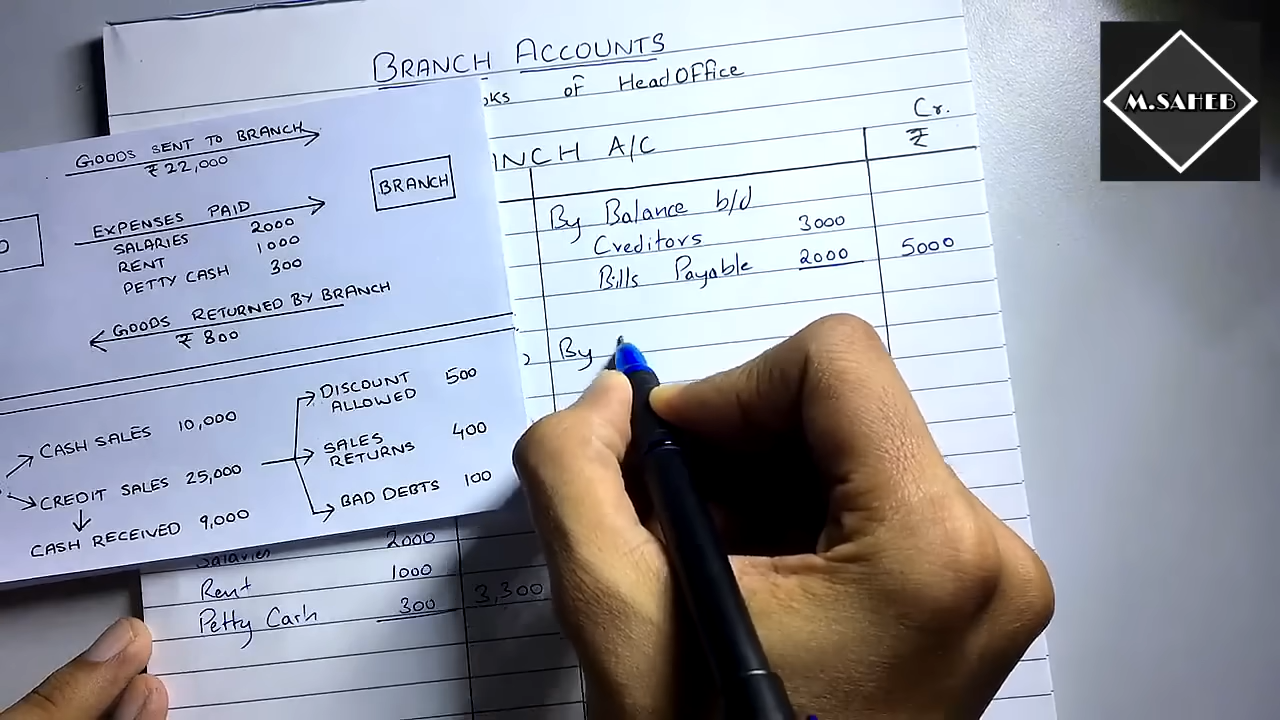 BRANCH ACCOUNTS
of Head Office
M.SAHEB
Cr.
₹
A/C
By Balance b/d
Creditors 3000
Bills Payable 2000 5000
By
GOODS SENT TO BRANCH
₹ 22,000
BRANCH
EXPENSES PAID
SALARIES 2000
RENT 1000
PETTY CASH 300
GOODS RETURNED BY BRANCH
₹ 800
CASH SALES 10,000
CREDIT SALES 25,000
CASH RECEIVED 9,000
DISCOUNT ALLOWED 500
SALES RETURNS 400
BAD DEBTS 100
Salaries 2000
Rent 1000
Petty Cash 300 3,300